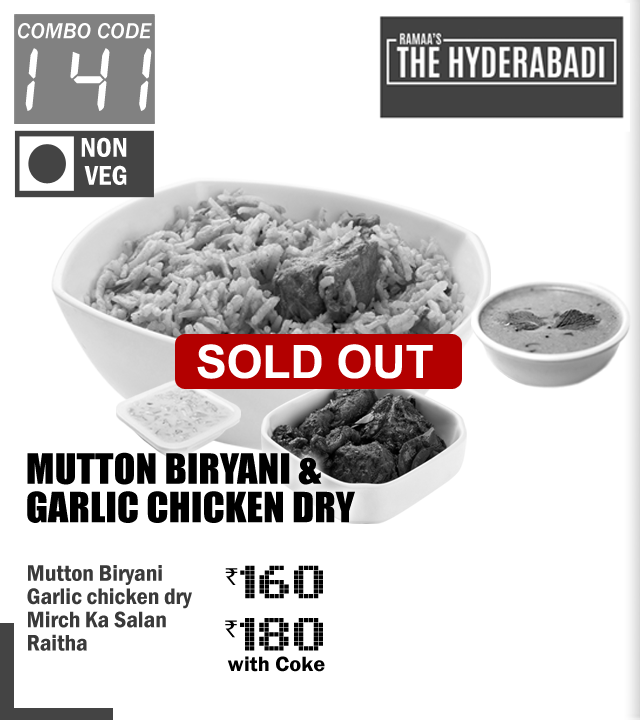 COMBO CODE
141
NON
VEG
RAMAA'S
THE HYDERABADI
SOLD OUT
MUTTON BIRYANI &
GARLIC CHICKEN DRY
Mutton Biryani
Garlic chicken dry
Mirch Ka Salan
Raitha
₹160
₹180
with Coke